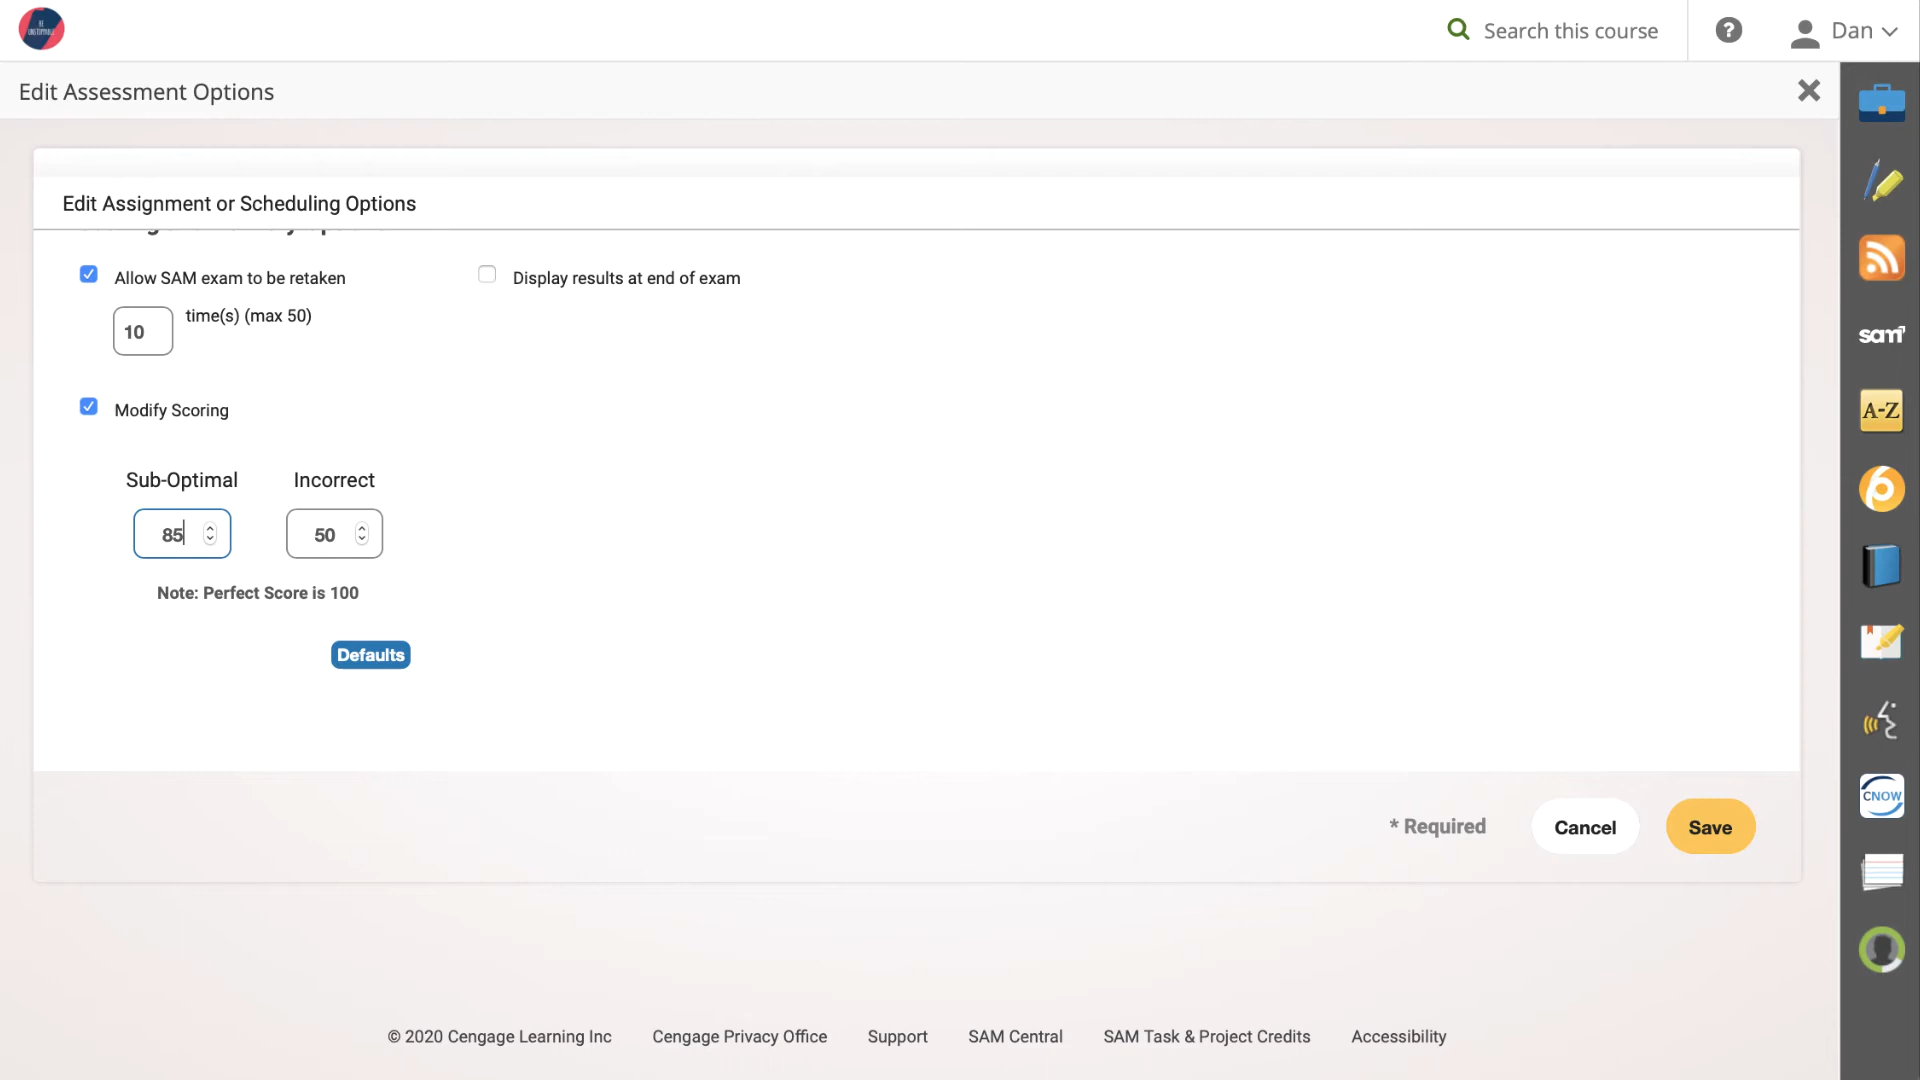 Search this course
Dan
Edit Assessment Options
Edit Assignment or Scheduling Options
Allow SAM exam to be retaken
Display results at end of exam
10 time(s) (max 50)
Modify Scoring
Sub-Optimal Incorrect
85 50
Note: Perfect Score is 100
Defaults
* Required Cancel Save
© 2020 Cengage Learning Inc Cengage Privacy Office Support SAM Central SAM Task & Project Credits Accessibility
sam
A-Z
CNOW